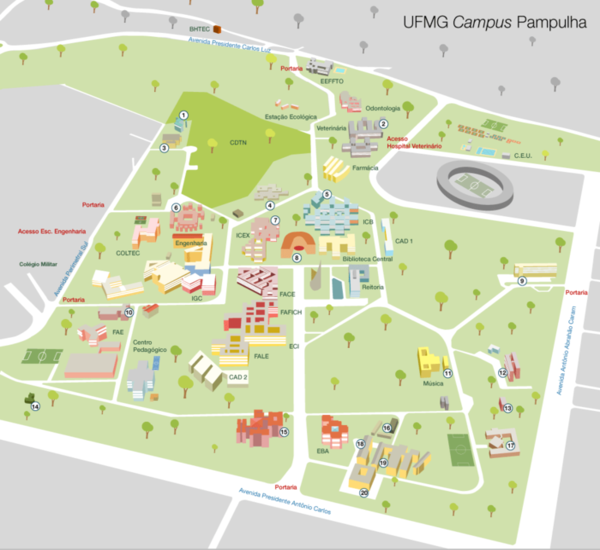 UFMG Campus Pampulha
BHTEC
Avenida Presidente Carlos Luz
Portaria
EEFFTO
Odontologia
Estação Ecológica
1
2
Veterinária
Acesso
Hospital Veterinário
3
CDTN
C.E.U.
Farmácia
4
5
Portaria
6
7
ICB
Acesso Esc. Engenharia
ICEX
Engenharia
CAD 1
COLTEC
8
Biblioteca Central
Colégio Militar
Avenida Perimetral Sul
Reitoria
9
Portaria
Portaria
IGC
FACE
10
FAFICH
FAE
Centro
Pedagógico
ECI
FALE
Avenida Antônio Abrahão Caram
CAD 2
Música
11
12
14
13
15
16
EBA
18
17
19
20
Portaria
Avenida Presidente Antônio Carlos